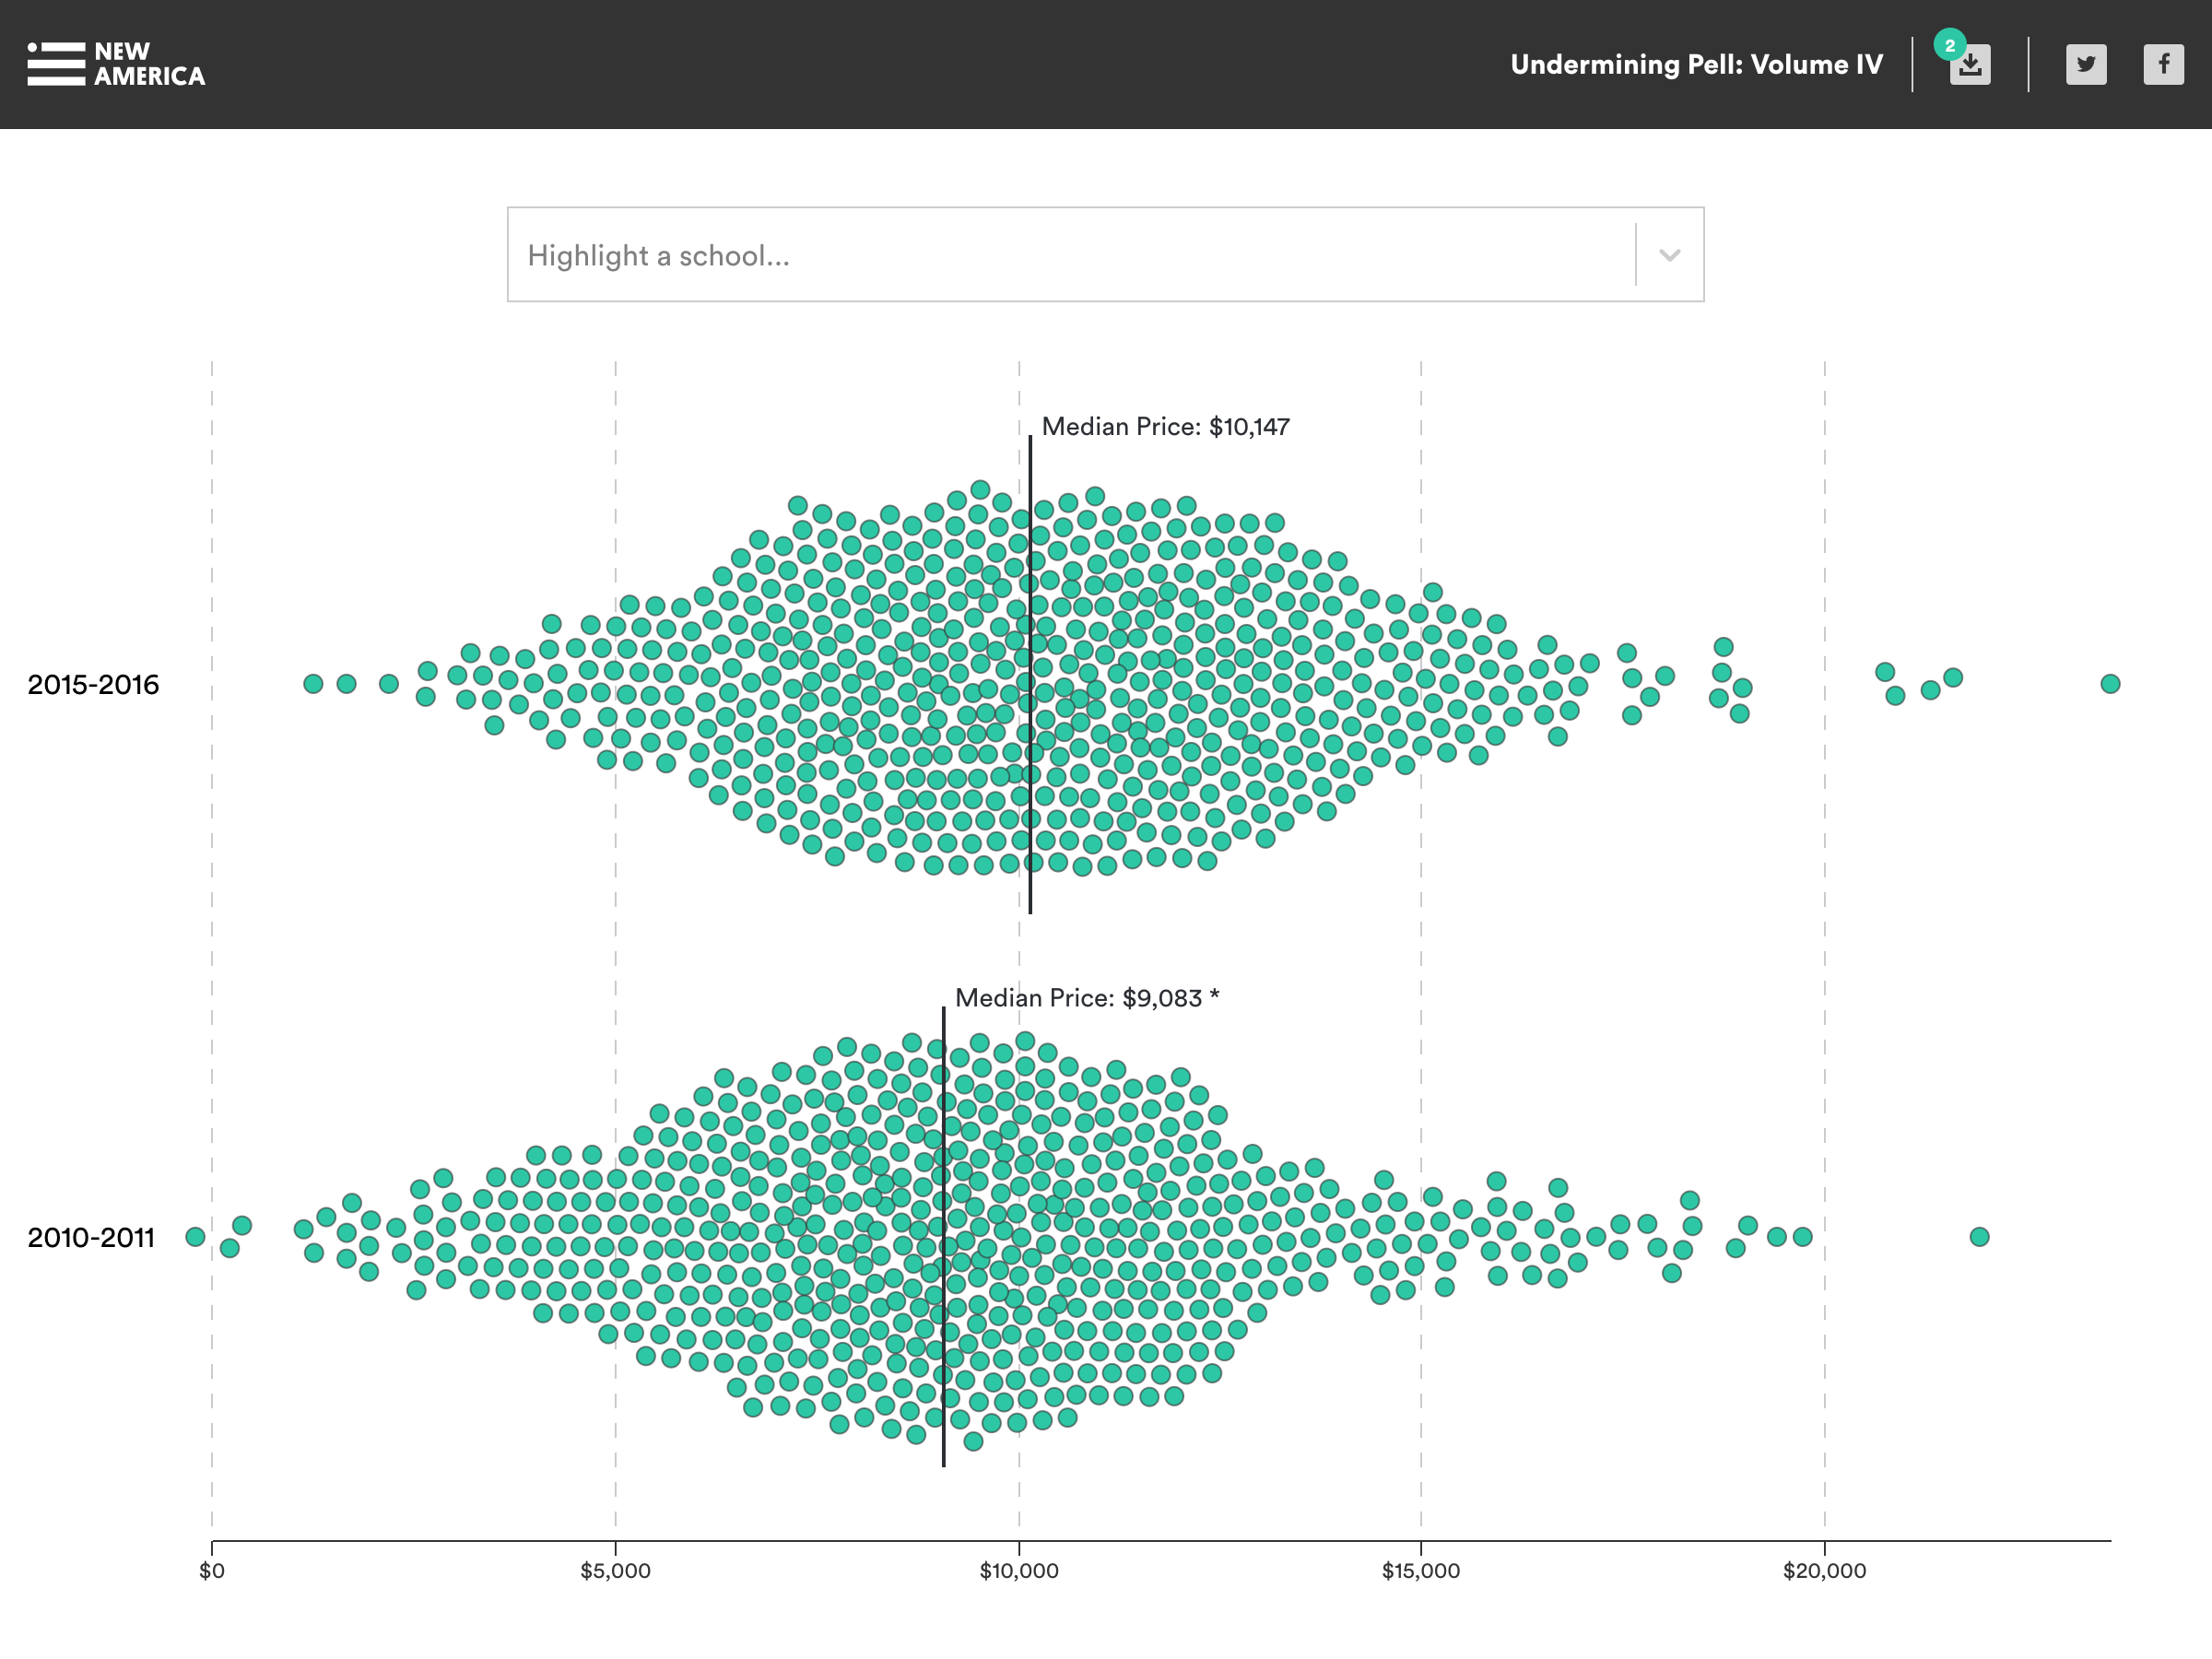 NEW
AMERICA
Undermining Pell: Volume IV
2
Highlight a school...
Median Price: $10,147
2015-2016
Median Price: $9,083 *
2010-2011
$0 $5,000 $10,000 $15,000 $20,000